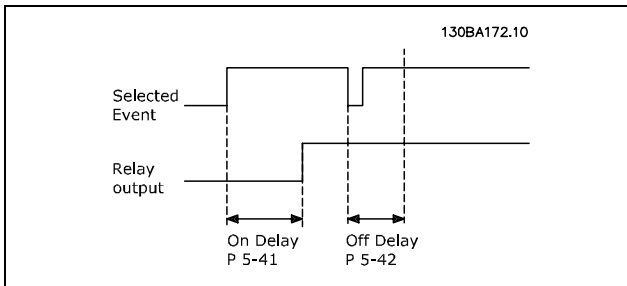 130BA172.10
Selected
Event
Relay
output
On Delay
P 5-41
Off Delay
P 5-42